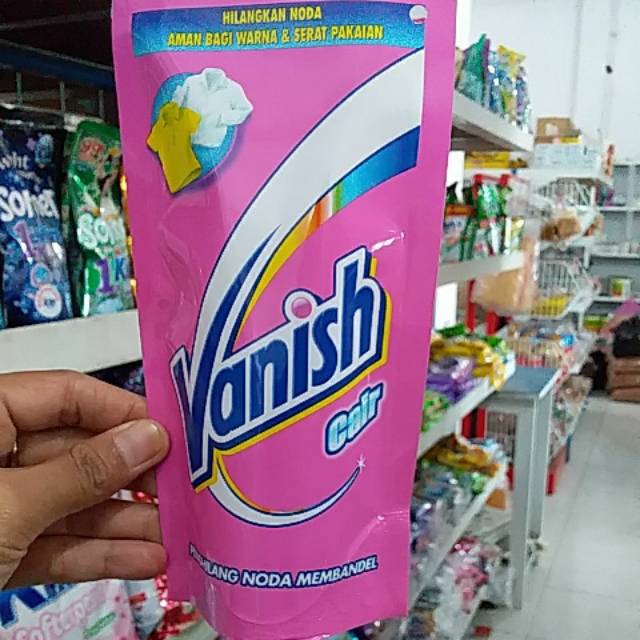 HILANGKAN NODA
AMAN BAGI WARNA & SERAT PAKAIAN
Vanish
Cair
PENGHILANG NODA MEMBANDEL